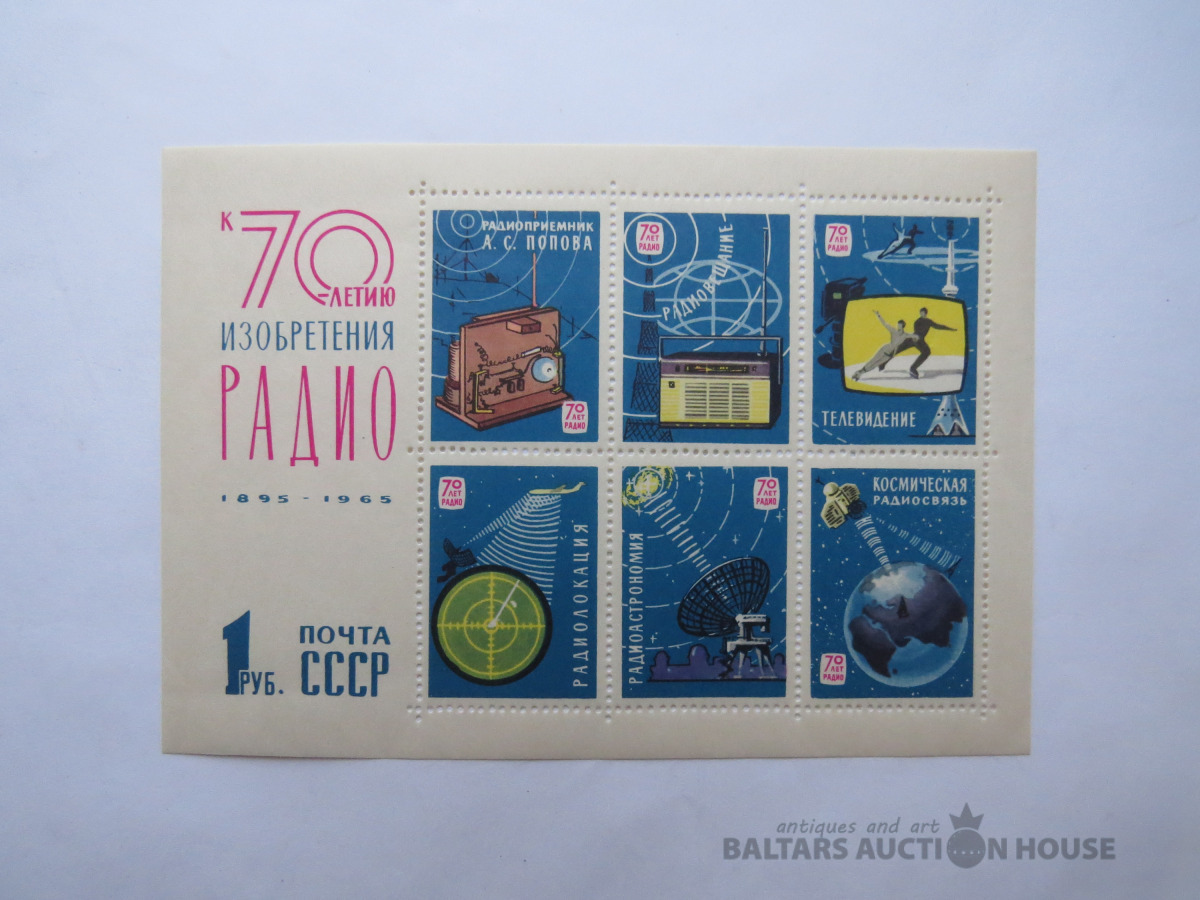 К 70
-ЛЕТИЮ
ИЗОБРЕТЕНИЯ
РАДИО
1895 - 1965
1 РУБ.
ПОЧТА
СССР
РАДИОПРИЕМНИК
А. С. ПОПОВА
70
ЛЕТ
РАДИО
70
ЛЕТ
РАДИО
РАДИОВЕЩАНИЕ
70
ЛЕТ
РАДИО
ТЕЛЕВИДЕНИЕ
70
ЛЕТ
РАДИО
РАДИОЛОКАЦИЯ
70
ЛЕТ
РАДИО
РАДИОАСТРОНОМИЯ
КОСМИЧЕСКАЯ
РАДИОСВЯЗЬ
70
ЛЕТ
РАДИО
antiques and art
BALTARS AUCTION HOUSE